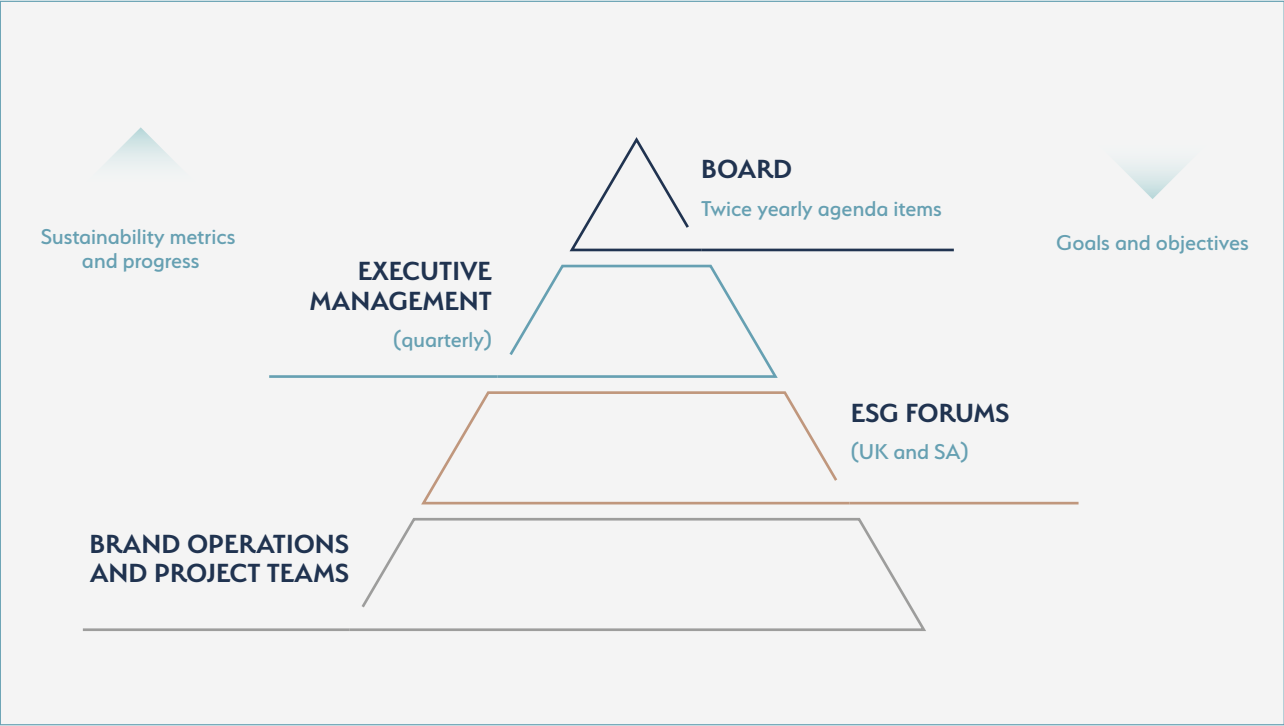 BOARD
Twice yearly agenda items
Sustainability metrics
and progress
Goals and objectives
EXECUTIVE
MANAGEMENT
(quarterly)
ESG FORUMS
(UK and SA)
BRAND OPERATIONS
AND PROJECT TEAMS